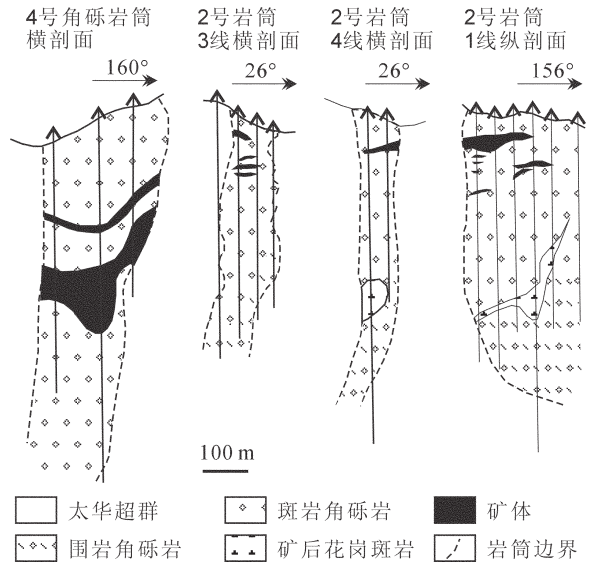 4号角砾岩筒
横剖面
2号岩筒
3线横剖面
2号岩筒
4线横剖面
2号岩筒
1线纵剖面
160°
26°
26°
156°
100 m
太华超群
斑岩角砾岩
矿体
围岩角砾岩
矿后花岗斑岩
岩筒边界